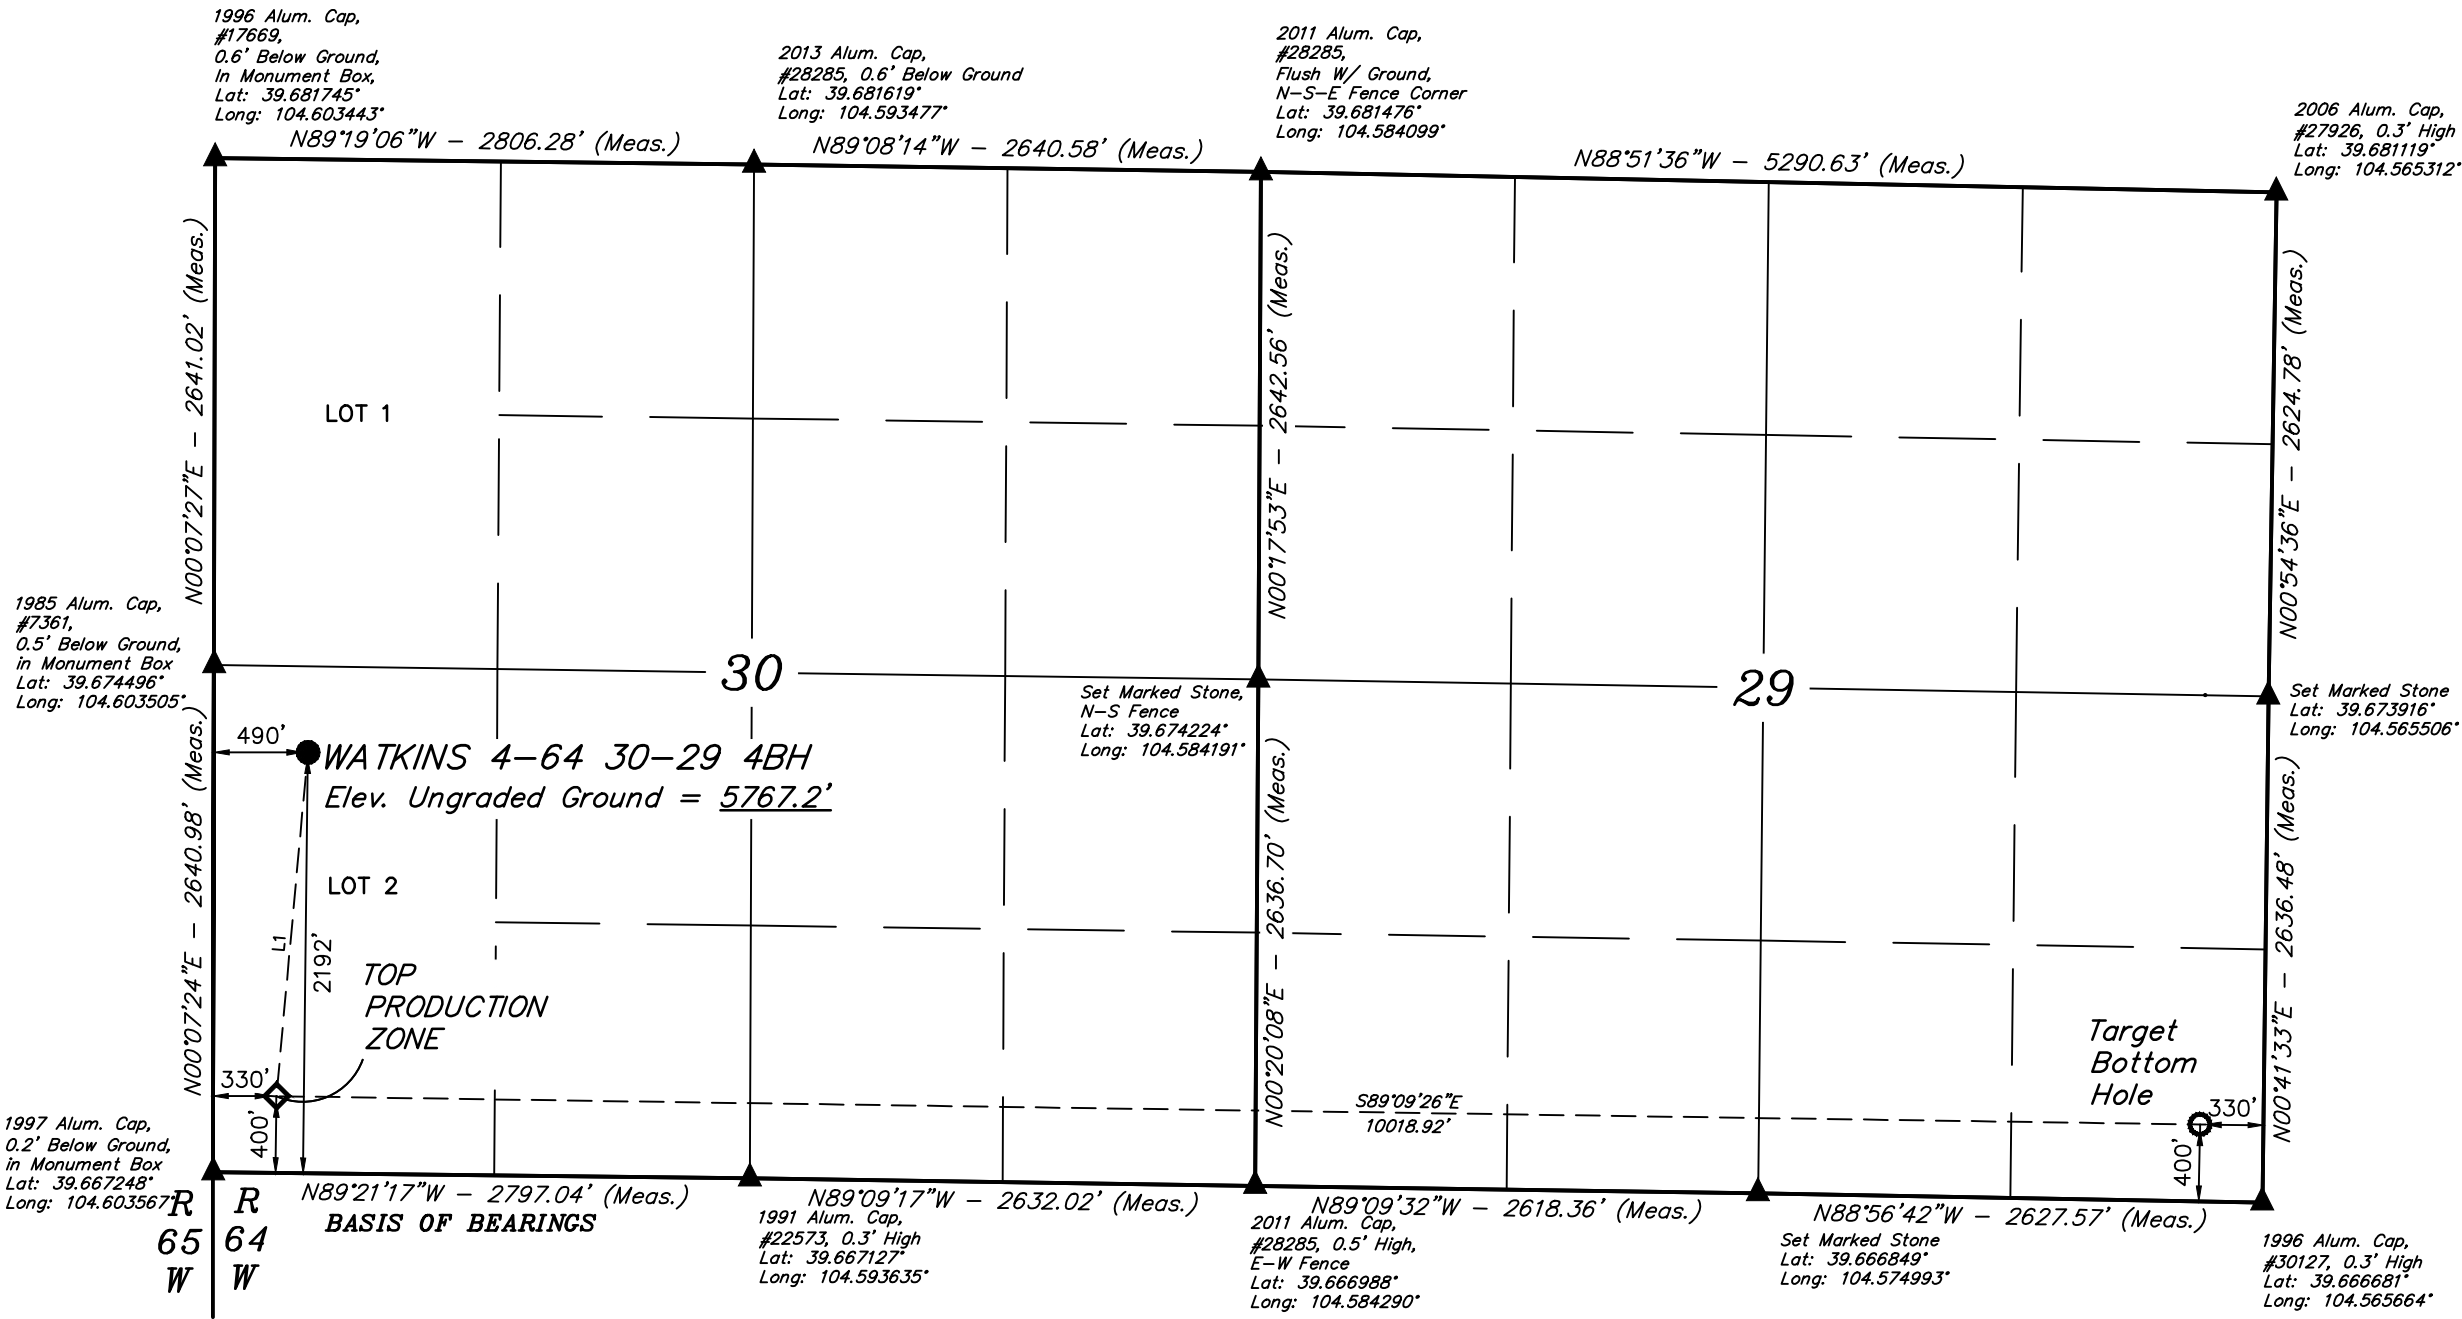 1996 Alum. Cap,
#17669,
0.6' Below Ground,
In Monument Box,
Lat: 39.681745°
Long: 104.603443°
2013 Alum. Cap,
#28285, 0.6' Below Ground
Lat: 39.681619°
Long: 104.593477°
2011 Alum. Cap,
#28285,
Flush W/ Ground,
N-S-E Fence Corner
Lat: 39.681476°
Long: 104.584099°
2006 Alum. Cap,
#27926, 0.3' High
Lat: 39.681119°
Long: 104.565312°
N89°19'06"W - 2806.28' (Meas.)
N89°08'14"W - 2640.58' (Meas.)
N88°51'36"W - 5290.63' (Meas.)
N00°07'27"E - 2641.02' (Meas.)
N00°17'53"E - 2642.56' (Meas.)
N00°54'36"E - 2624.78' (Meas.)
LOT 1
1985 Alum. Cap,
#7361,
0.5' Below Ground,
in Monument Box
Lat: 39.674496°
Long: 104.603505°
30
Set Marked Stone,
N-S Fence
Lat: 39.674224°
Long: 104.584191°
29
Set Marked Stone
Lat: 39.673916°
Long: 104.565506°
490'
WATKINS 4-64 30-29 4BH
Elev. Ungraded Ground = 5767.2'
N00°07'24"E - 2640.98' (Meas.)
N00°20'08"E - 2636.70' (Meas.)
N00°41'33"E - 2636.48' (Meas.)
LOT 2
L1
2192'
TOP
PRODUCTION
ZONE
Target
Bottom
Hole
330'
400'
S89°09'26"E
10018.92'
330'
400'
1997 Alum. Cap,
0.2' Below Ground,
in Monument Box
Lat: 39.667248°
Long: 104.603567°
R R
65 64
W W
N89°21'17"W - 2797.04' (Meas.)
BASIS OF BEARINGS
N89°09'17"W - 2632.02' (Meas.)
1991 Alum. Cap,
#22573, 0.3' High
Lat: 39.667127°
Long: 104.593635°
N89°09'32"W - 2618.36' (Meas.)
2011 Alum. Cap,
#28285, 0.5' High,
E-W Fence
Lat: 39.666988°
Long: 104.584290°
N88°56'42"W - 2627.57' (Meas.)
Set Marked Stone
Lat: 39.666849°
Long: 104.574993°
1996 Alum. Cap,
#30127, 0.3' High
Lat: 39.666681°
Long: 104.565664°